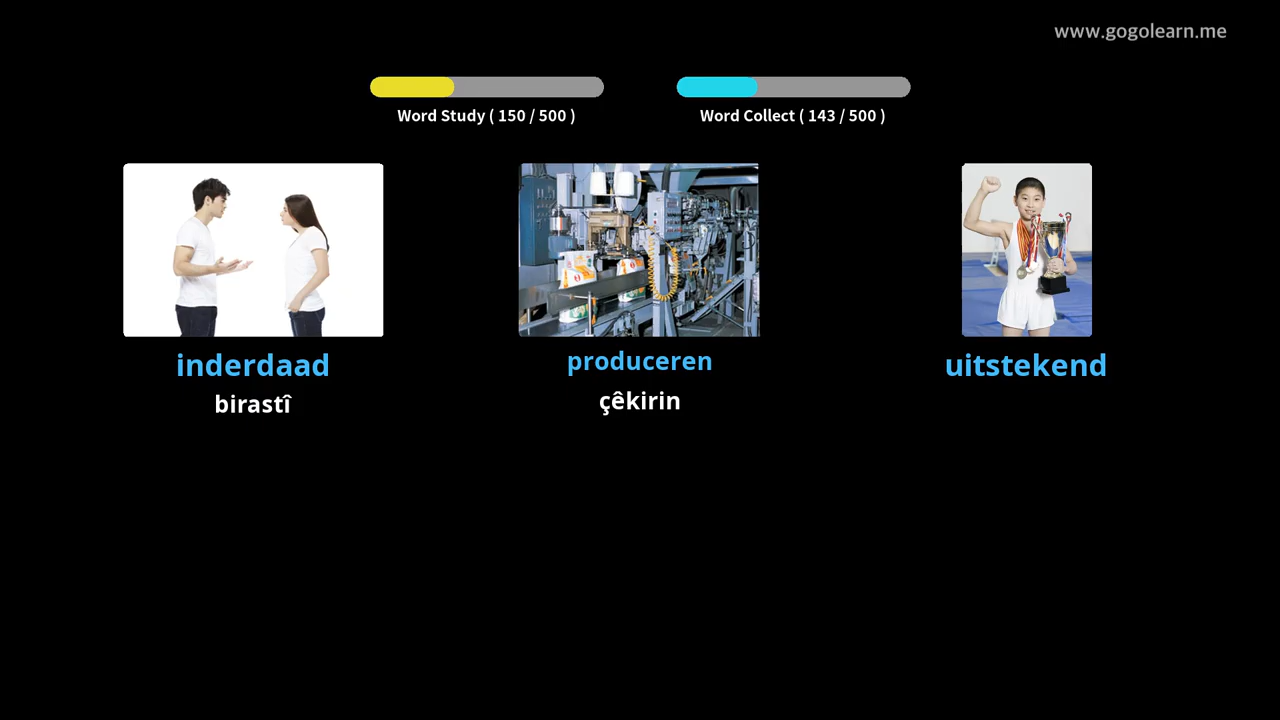 www.gogolearn.me
Word Study ( 150 / 500 )
Word Collect ( 143 / 500 )
inderdaad
birastî
produceren
çêkirin
uitstekend